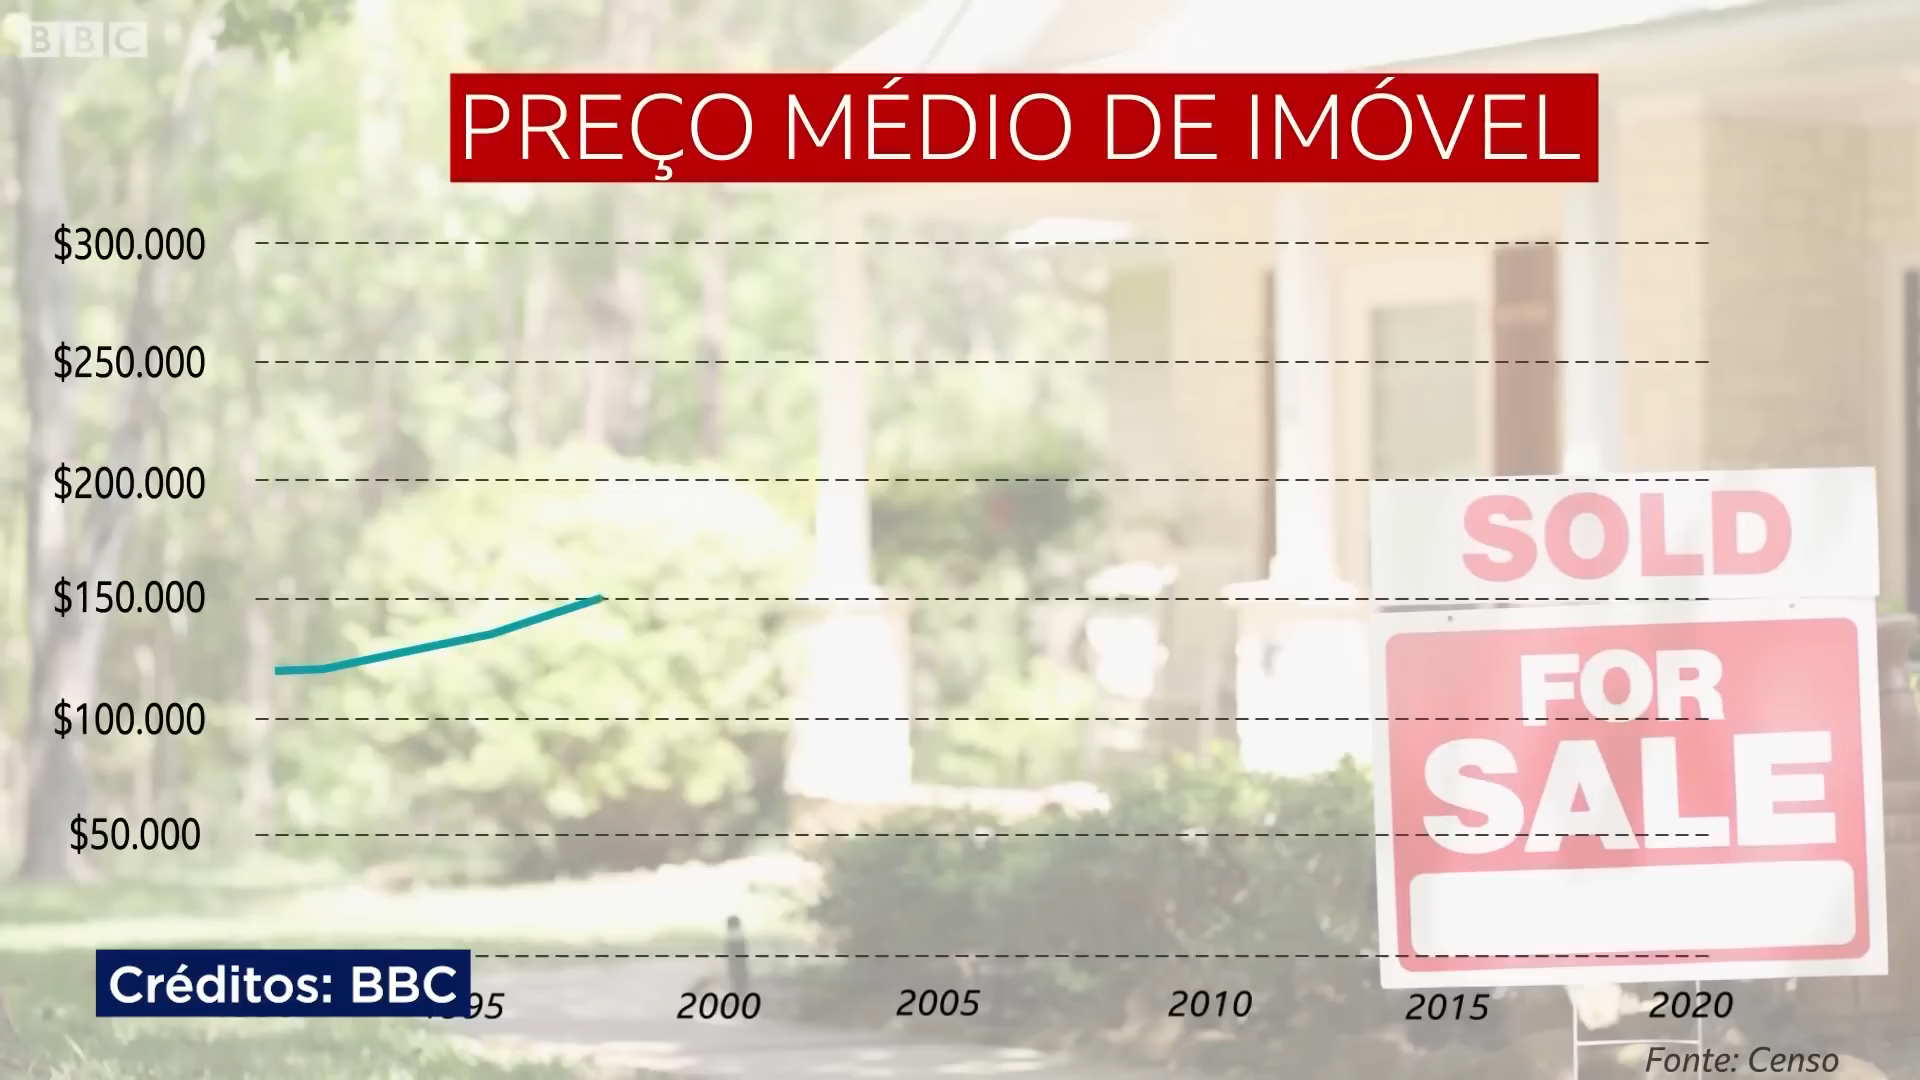 BBC
PREÇO MÉDIO DE IMÓVEL
$300.000
$250.000
$200.000
$150.000
$100.000
$50.000
SOLD
FOR
SALE
Créditos: BBC
2000 2005 2010 2015 2020
Fonte: Censo